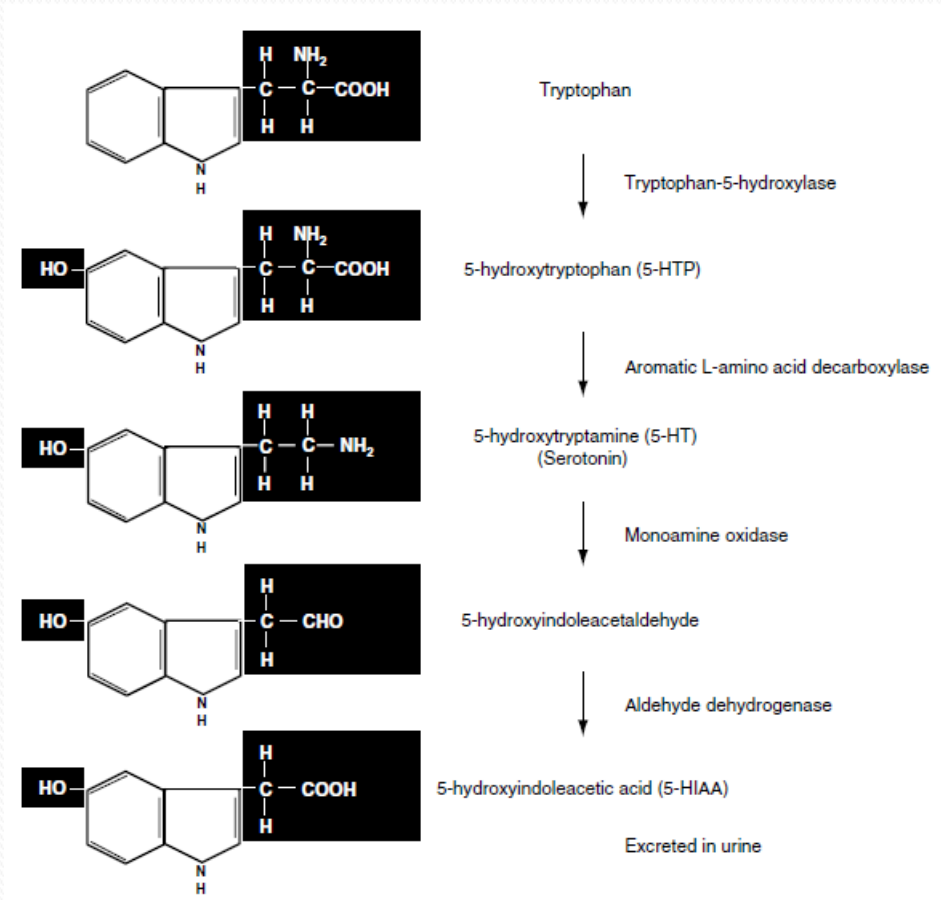 H NH2
C – C – COOH
H H
N
H
Tryptophan
Tryptophan-5-hydroxylase
H NH2
HO – C – C – COOH
H H
N
H
5-hydroxytryptophan (5-HTP)
Aromatic L-amino acid decarboxylase
H H
HO – C – C – NH2
H H
N
H
5-hydroxytryptamine (5-HT)
(Serotonin)
Monoamine oxidase
H
HO – C – CHO
H
N
H
5-hydroxyindoleacetaldehyde
Aldehyde dehydrogenase
H
HO – C – COOH
H
N
H
5-hydroxyindoleacetic acid (5-HIAA)
Excreted in urine